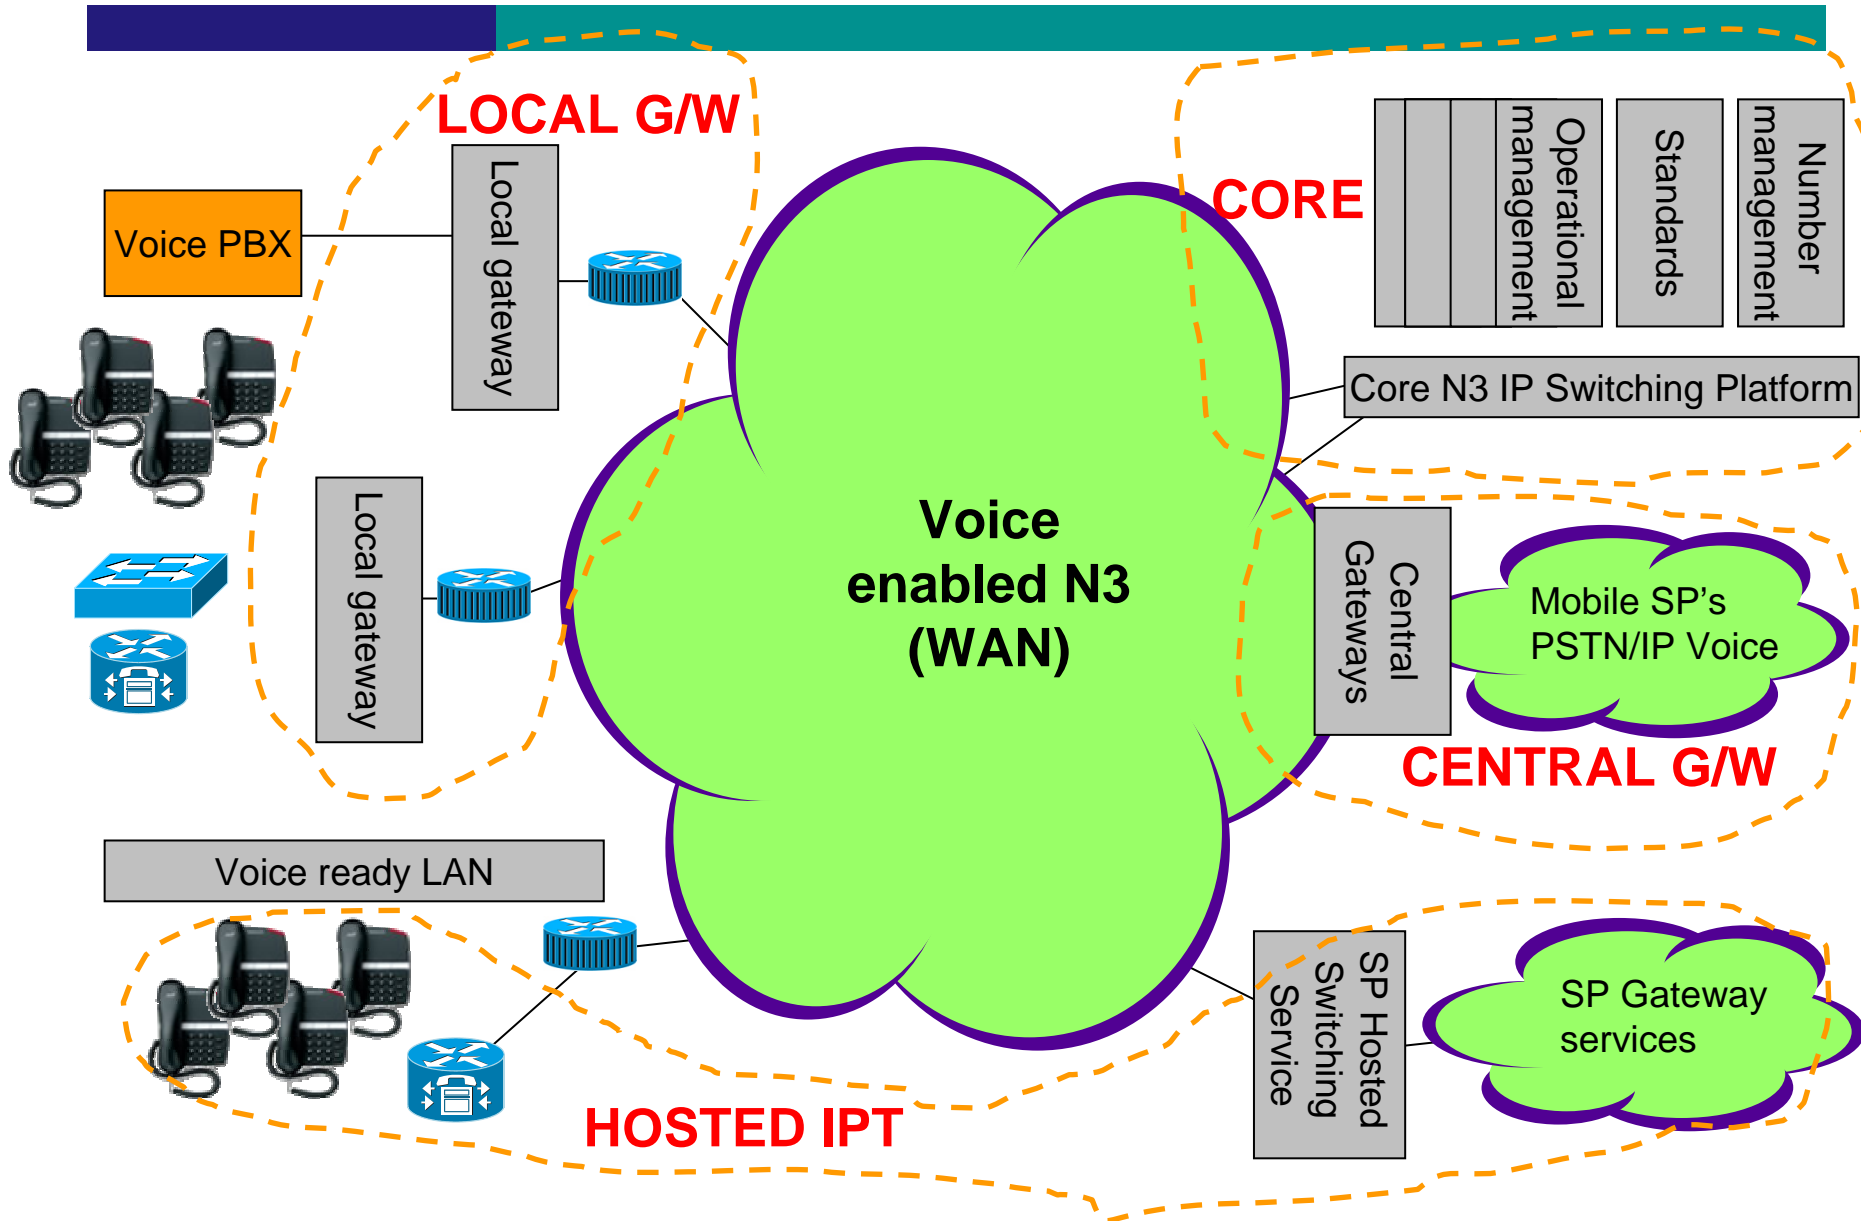 LOCAL G/W
Local gateway
Voice PBX
Local gateway
Voice ready LAN
HOSTED IPT
Voice
enabled N3
(WAN)
CORE
Operational
management
Standards
Number
management
Core N3 IP Switching Platform
Central
Gateways
Mobile SP's
PSTN/IP Voice
CENTRAL G/W
SP Hosted
Switching
Service
SP Gateway
services